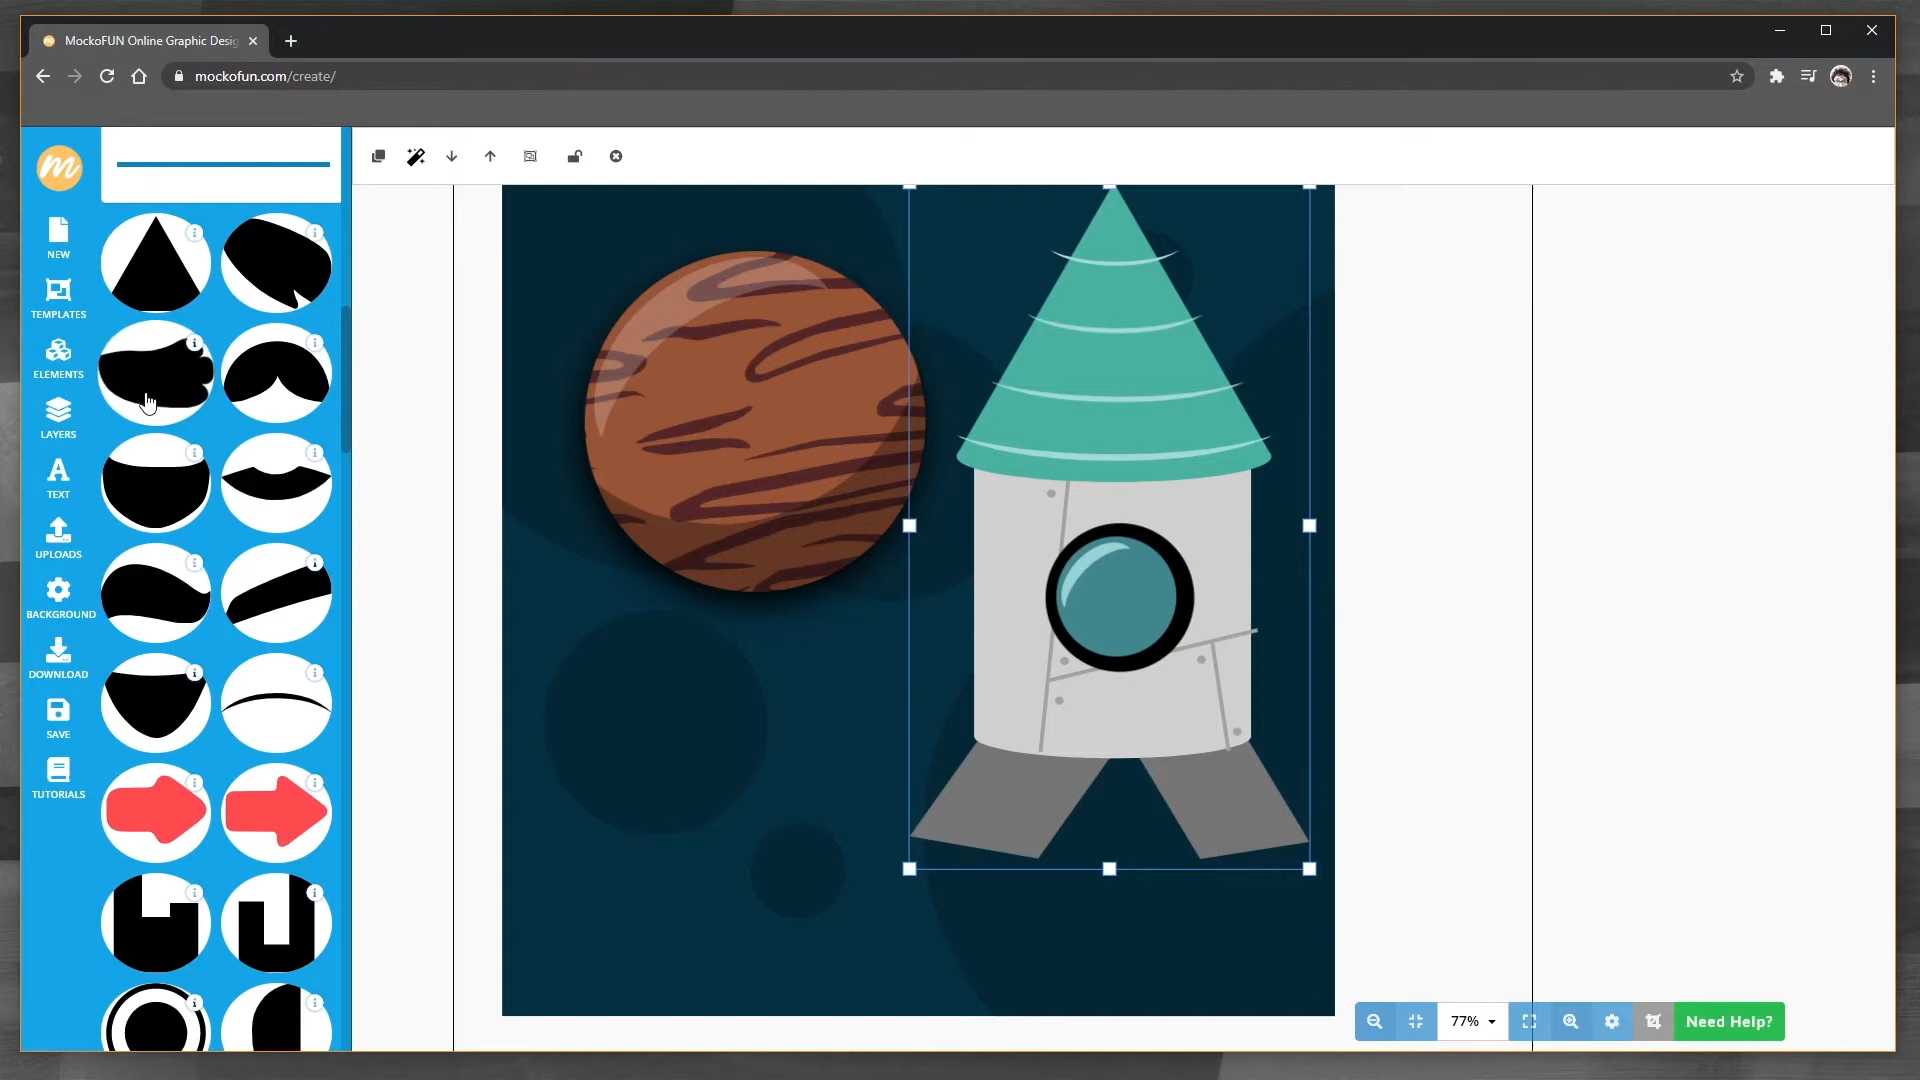 MockoFUN Online Graphic Desig
mockofun.com/create/
NEW
TEMPLATES
ELEMENTS
LAYERS
TEXT
UPLOADS
BACKGROUND
DOWNLOAD
SAVE
TUTORIALS
77%
Need Help?